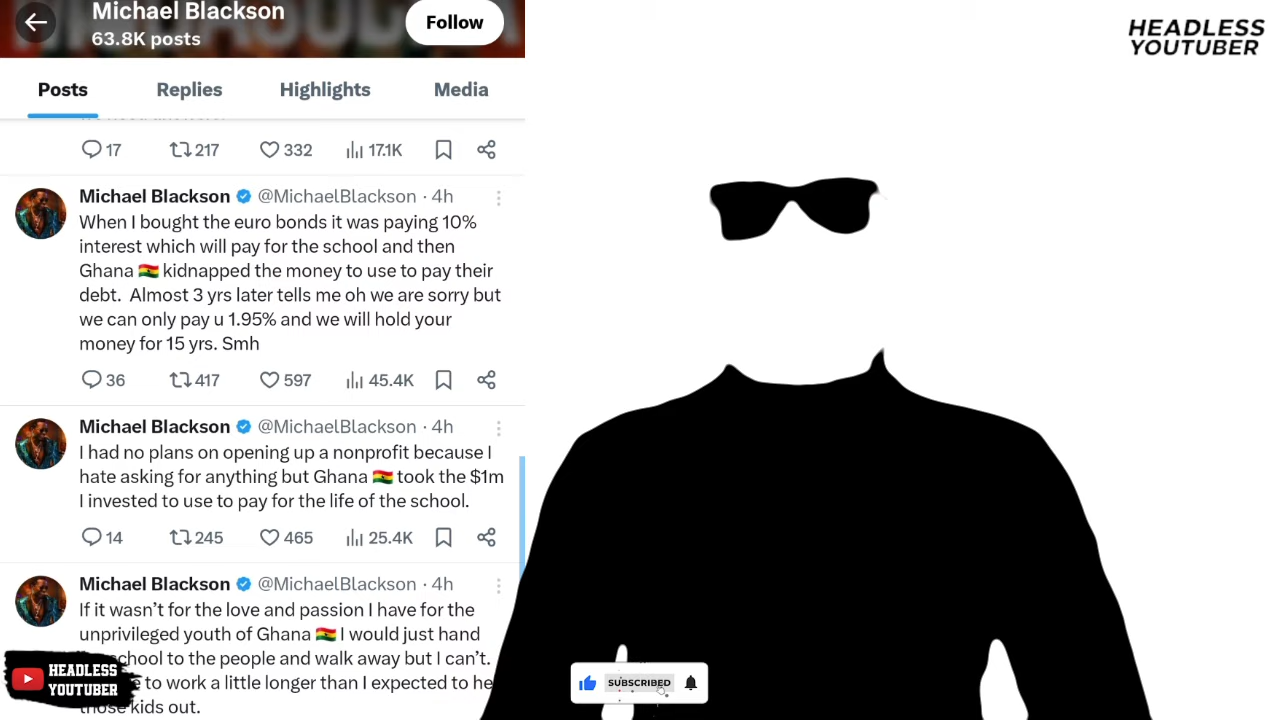 Michael Blackson
63.8K posts
Follow
HEADLESS
YOUTUBER
Posts Replies Highlights Media
17 217 332 17.1K
Michael Blackson @MichaelBlackson · 4h
When I bought the euro bonds it was paying 10%
interest which will pay for the school and then
Ghana 🇬🇭 kidnapped the money to use to pay their
debt. Almost 3 yrs later tells me oh we are sorry but
we can only pay u 1.95% and we will hold your
money for 15 yrs. Smh
36 417 597 45.4K
Michael Blackson @MichaelBlackson · 4h
I had no plans on opening up a nonprofit because I
hate asking for anything but Ghana 🇬🇭 took the $1m
I invested to use to pay for the life of the school.
14 245 465 25.4K
Michael Blackson @MichaelBlackson · 4h
If it wasn't for the love and passion I have for the
unprivileged youth of Ghana 🇬🇭 I would just hand
school to the people and walk away but I can't.
to work a little longer than I expected to he
those kids out.
HEADLESS
YOUTUBER
SUBSCRIBED